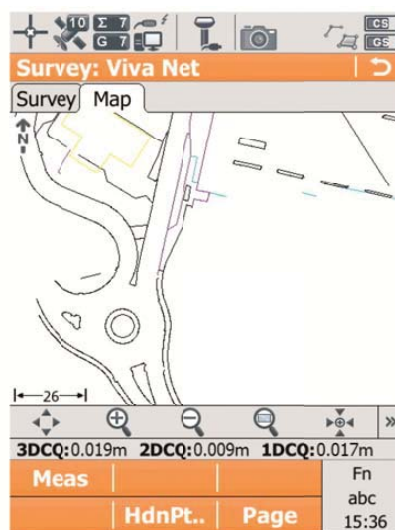 10 Σ 7 CS
G 7 GS
Survey: Viva Net
Survey Map
N
26
3DCQ:0.019m 2DCQ:0.009m 1DCQ:0.017m
Meas Fn
abc
HdnPt.. Page 15:36